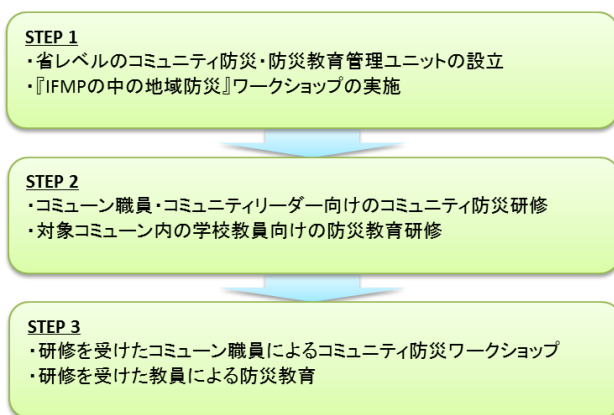 STEP 1
・省レベルのコミュニティ防災・防災教育管理ユニットの設立
・『IFMPの中の地域防災』ワークショップの実施
STEP 2
・コミューン職員・コミュニティリーダー向けのコミュニティ防災研修
・対象コミューン内の学校教員向けの防災教育研修
STEP 3
・研修を受けたコミューン職員によるコミュニティ防災ワークショップ
・研修を受けた教員による防災教育